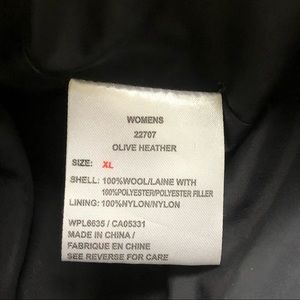 WOMENS
22707
OLIVE HEATHER
SIZE: XL
SHELL: 100%WOOL/LAINE WITH
100%POLYESTER/POLYESTER FILLER
LINING: 100%NYLON/NYLON
WPL6635 / CA05331
MADE IN CHINA /
FABRIQUE EN CHINE
SEE REVERSE FOR CARE